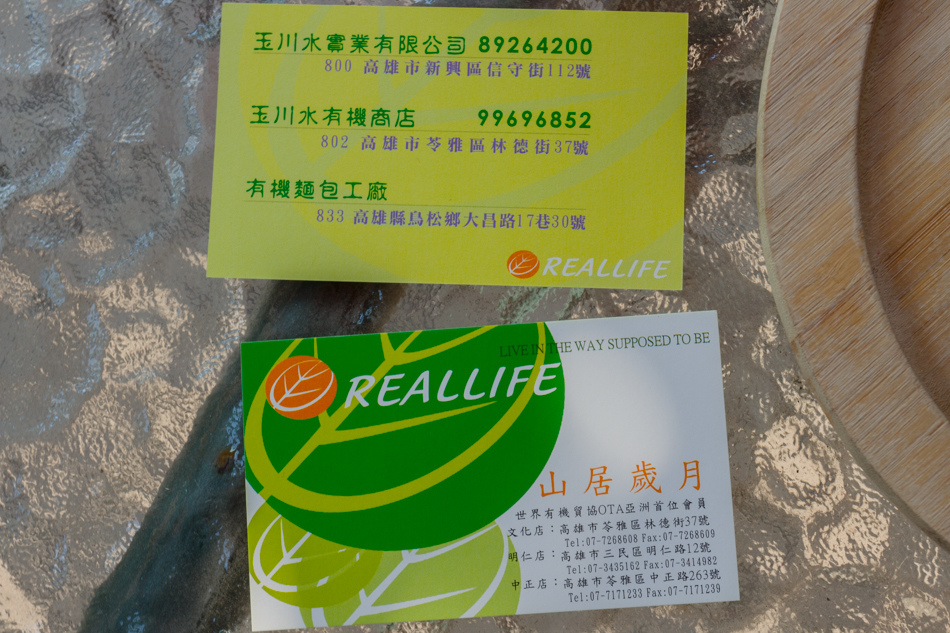 玉川水實業有限公司 89264200
800 高雄市新興區信守街112號
玉川水有機商店 99696852
802 高雄市苓雅區林德街37號
有機麵包工廠
833 高雄縣鳥松鄉大昌路17巷30號
REALLIFE
LIVE IN THE WAY SUPPOSED TO BE
REALLIFE
山居歲月
世界有機貿協OTA亞洲首位會員
文化店：高雄市苓雅區林德街37號
Tel:07-7268608 Fax:07-7268609
明仁店：高雄市三民區明仁路12號
Tel:07-3435162 Fax:07-3414982
中正店：高雄市苓雅區中正路263號
Tel:07-7171233 Fax:07-7171239